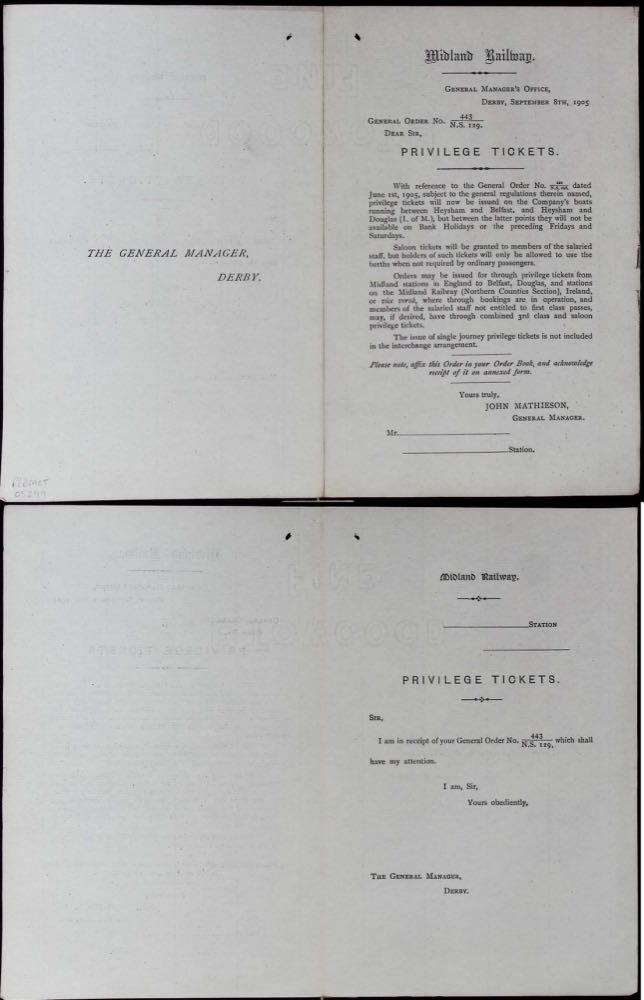 THE GENERAL MANAGER,
DERBY.
Midland Railway.
GENERAL MANAGER'S OFFICE,
DERBY, SEPTEMBER 8TH, 1905
GENERAL ORDER No. 443
N.S. 129.
DEAR SIR,
PRIVILEGE TICKETS.
With reference to the General Order No. dated
June 1st, 1905, subject to the general regulations therein named,
privilege tickets will now be issued on the Company's boats
running between Heysham and Belfast, and Heysham and
Douglas (I. of M.), but between the latter points they will not be
available on Bank Holidays or the preceding Fridays and
Saturdays.
Saloon tickets will be granted to members of the salaried
staff, but holders of such tickets will only be allowed to use the
berths when not required by ordinary passengers.
Orders may be issued for through privilege tickets from
Midland stations in England to Belfast, Douglas, and stations
on the Midland Railway (Northern Counties Section), Ireland,
or vice versâ, where through bookings are in operation, and
members of the salaried staff not entitled to first class passes,
may, if desired, have through combined 3rd class and saloon
privilege tickets.
The issue of single journey privilege tickets is not included
in the interchange arrangement.
Please note, affix this Order in your Order Book, and acknowledge
receipt of it on annexed form.
Yours truly,
JOHN MATHIESON,
GENERAL MANAGER.
Mr.
Station.
05299
Midland Railway.
STATION
PRIVILEGE TICKETS.
SIR,
I am in receipt of your General Order No. 443
N.S. 129, which shall
have my attention.
I am, Sir,
Yours obediently,
THE GENERAL MANAGER,
DERBY.